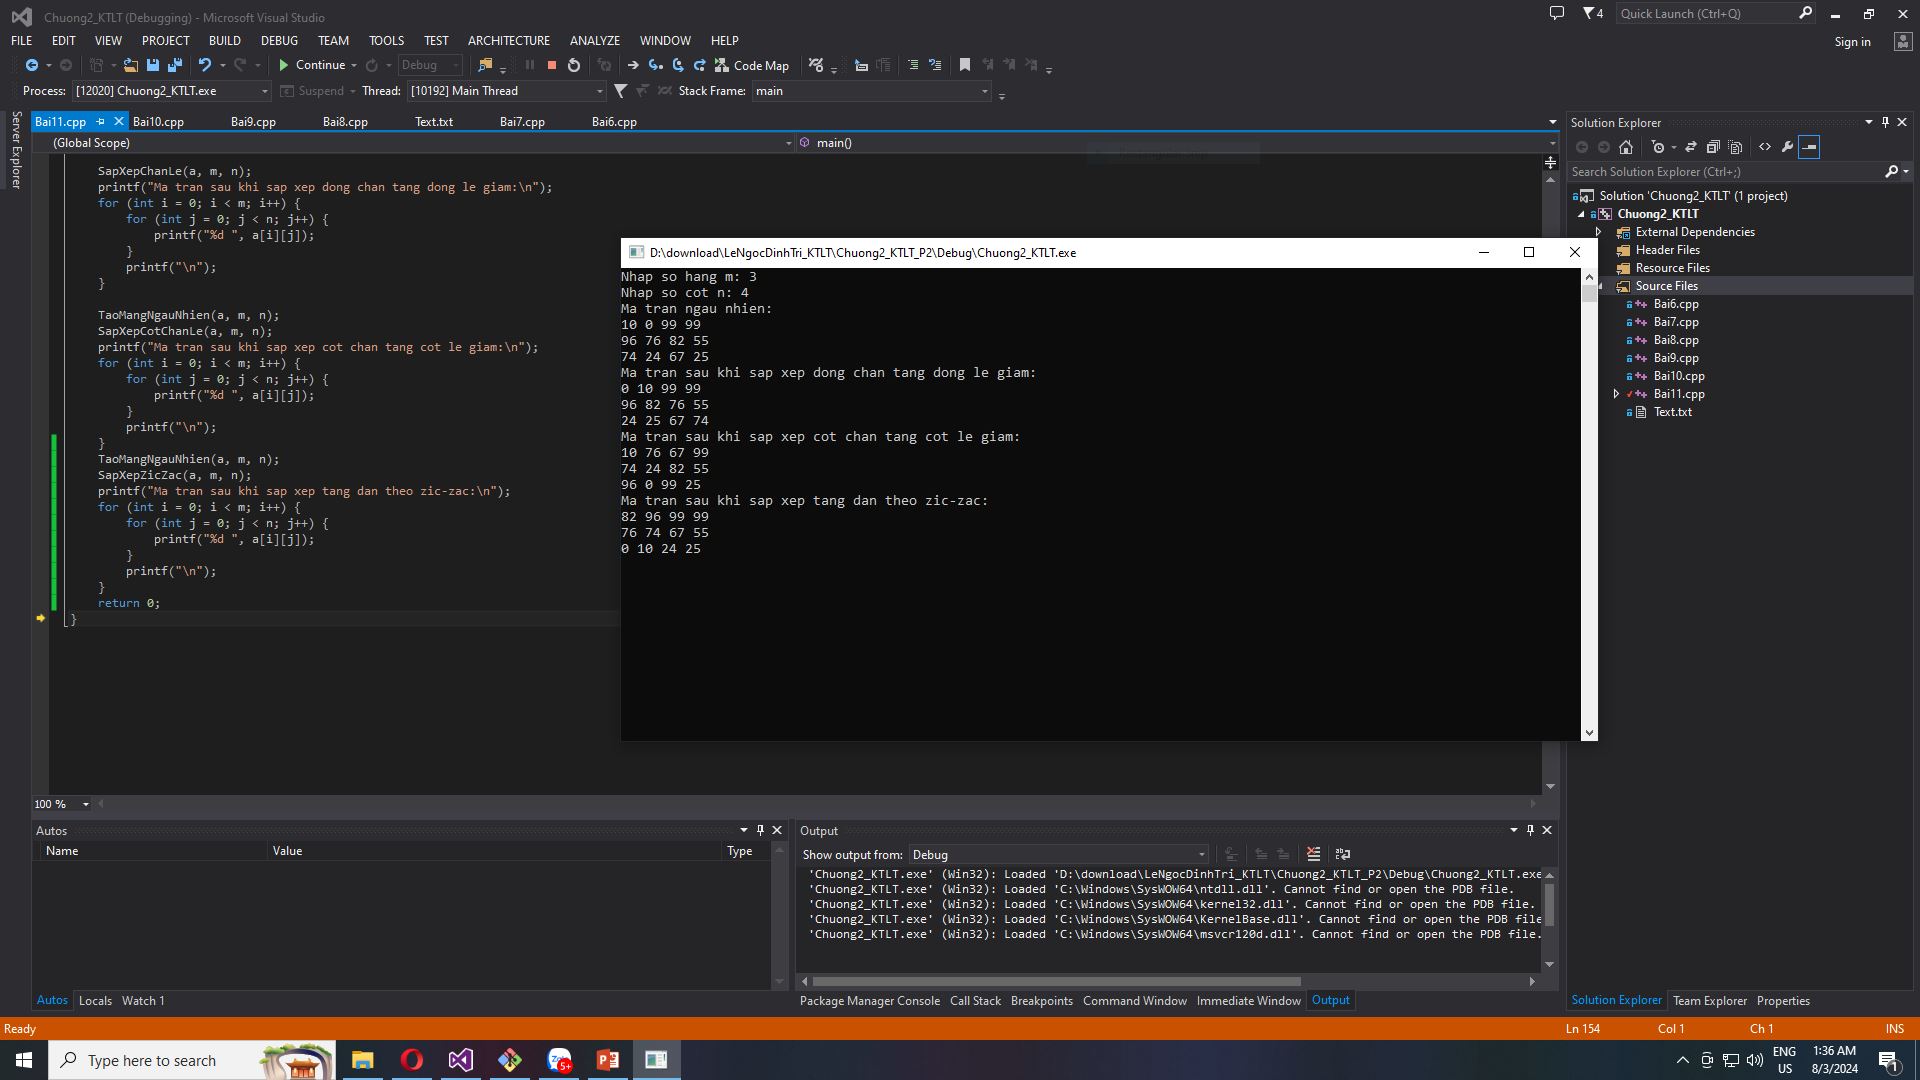 Chuong2_KTLT (Debugging) - Microsoft Visual Studio
4
Quick Launch (Ctrl+Q)
FILE EDIT VIEW PROJECT BUILD DEBUG TEAM TOOLS TEST ARCHITECTURE ANALYZE WINDOW HELP
Sign in
Continue Debug Code Map
Process: [12020] Chuong2_KTLT.exe Suspend Thread: [10192] Main Thread Stack Frame: main
Server Explorer
Bai11.cpp Bai10.cpp Bai9.cpp Bai8.cpp Text.txt Bai7.cpp Bai6.cpp
(Global Scope) main()
SapXepChanLe(a, m, n);
printf("Ma tran sau khi sap xep dong chan tang dong le giam:\n");
for (int i = 0; i < m; i++) {
for (int j = 0; j < n; j++) {
printf("%d ", a[i][j]);
}
printf("\n");
}
TaoMangNgauNhien(a, m, n);
SapXepCotChanLe(a, m, n);
printf("Ma tran sau khi sap xep cot chan tang cot le giam:\n");
for (int i = 0; i < m; i++) {
for (int j = 0; j < n; j++) {
printf("%d ", a[i][j]);
}
printf("\n");
}
TaoMangNgauNhien(a, m, n);
SapXepZicZac(a, m, n);
printf("Ma tran sau khi sap xep tang dan theo zic-zac:\n");
for (int i = 0; i < m; i++) {
for (int j = 0; j < n; j++) {
printf("%d ", a[i][j]);
}
printf("\n");
}
return 0;
}
D:\download\LeNgocDinhTri_KTLT\Chuong2_KTLT_P2\Debug\Chuong2_KTLT.exe
Nhap so hang m: 3
Nhap so cot n: 4
Ma tran ngau nhien:
10 0 99 99
96 76 82 55
74 24 67 25
Ma tran sau khi sap xep dong chan tang dong le giam:
0 10 99 99
96 82 76 55
24 25 67 74
Ma tran sau khi sap xep cot chan tang cot le giam:
10 76 67 99
74 24 82 55
96 0 99 25
Ma tran sau khi sap xep tang dan theo zic-zac:
82 96 99 99
76 74 67 55
0 10 24 25
Solution Explorer
Search Solution Explorer (Ctrl+;)
Solution 'Chuong2_KTLT' (1 project)
Chuong2_KTLT
External Dependencies
Header Files
Resource Files
Source Files
Bai6.cpp
Bai7.cpp
Bai8.cpp
Bai9.cpp
Bai10.cpp
Bai11.cpp
Text.txt
100 %
Autos
Name Value Type
Autos Locals Watch 1
Output
Show output from: Debug
'Chuong2_KTLT.exe' (Win32): Loaded 'D:\download\LeNgocDinhTri_KTLT\Chuong2_KTLT_P2\Debug\Chuong2_KTLT.exe
'Chuong2_KTLT.exe' (Win32): Loaded 'C:\Windows\SysWOW64\ntdll.dll'. Cannot find or open the PDB file.
'Chuong2_KTLT.exe' (Win32): Loaded 'C:\Windows\SysWOW64\kernel32.dll'. Cannot find or open the PDB file.
'Chuong2_KTLT.exe' (Win32): Loaded 'C:\Windows\SysWOW64\KernelBase.dll'. Cannot find or open the PDB file
'Chuong2_KTLT.exe' (Win32): Loaded 'C:\Windows\SysWOW64\msvcr120d.dll'. Cannot find or open the PDB file.
Package Manager Console Call Stack Breakpoints Command Window Immediate Window Output
Solution Explorer Team Explorer Properties
Ready Ln 154 Col 1 Ch 1 INS
Type here to search
5+
ENG
US
1:36 AM
8/3/2024
1